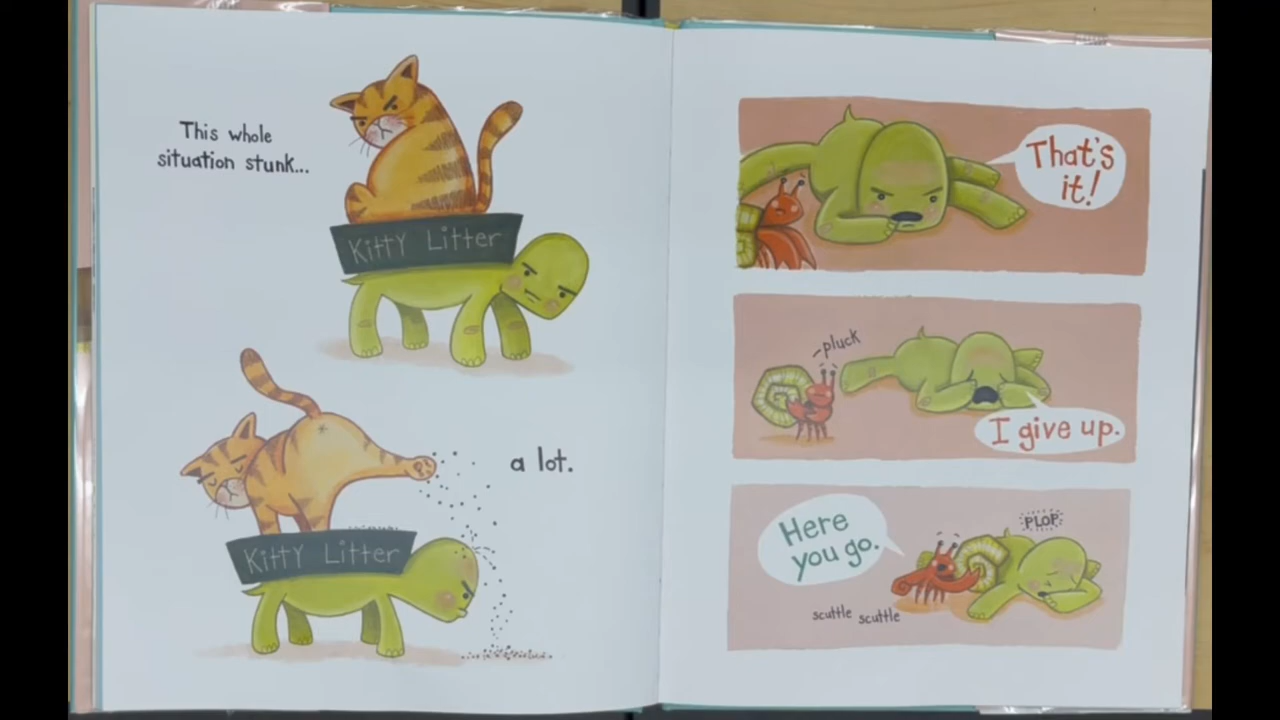 This whole
situation stunk...
Kitty Litter
a lot.
Kitty Litter
That's
it!
pluck
I give up.
PLOP
Here
you go.
scuttle scuttle